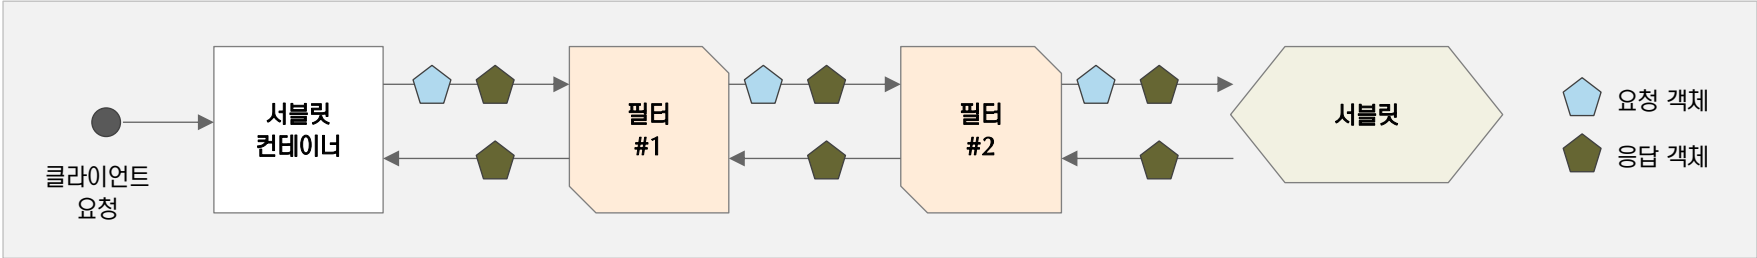 클라이언트
요청
서블릿
컨테이너
필터
#1
필터
#2
서블릿
요청 객체
응답 객체